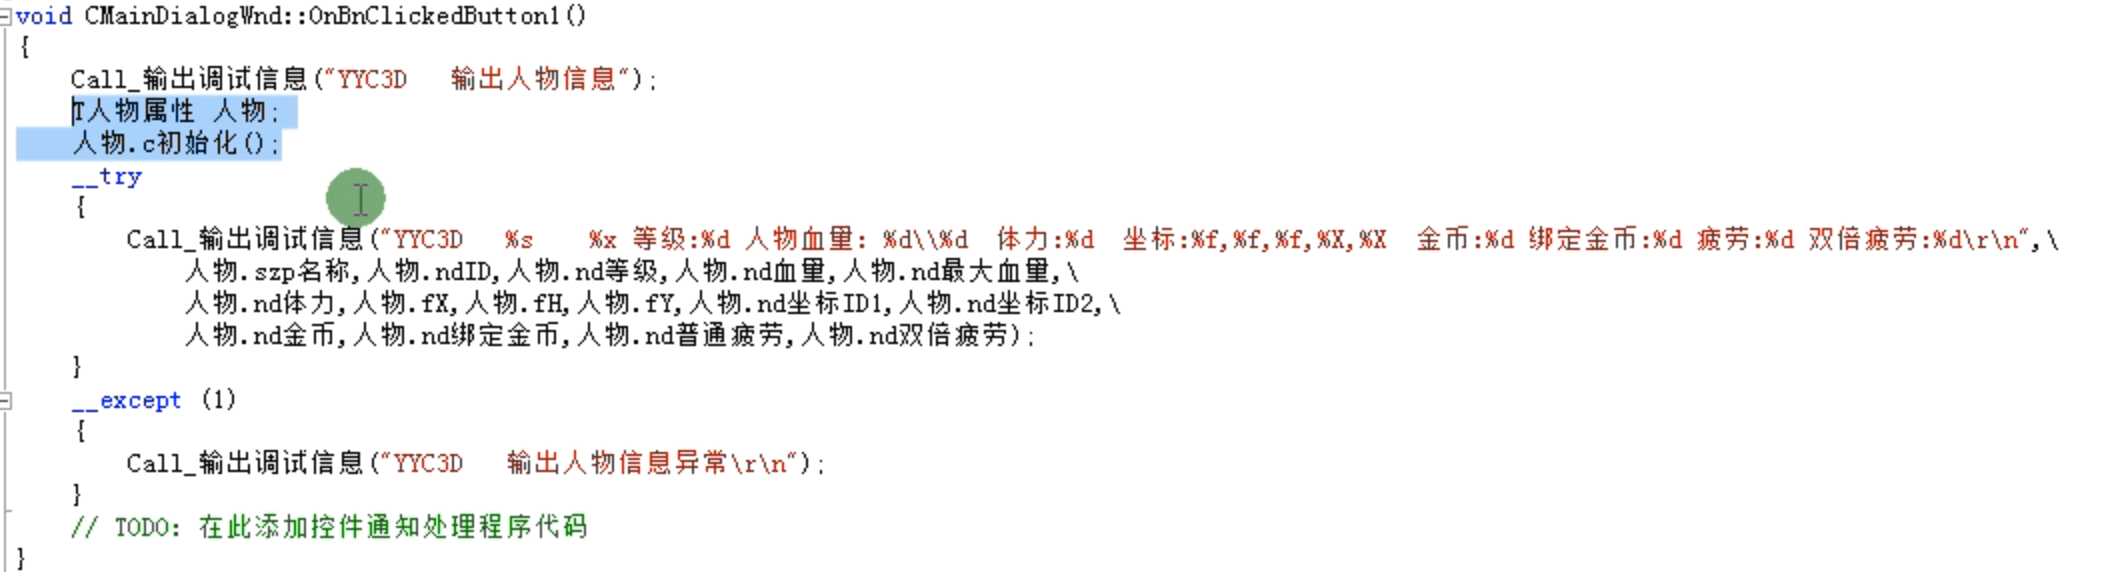 void CMainDialogWnd::OnBnClickedButton1()
{
Call_输出调试信息("YYC3D   输出人物信息");
T人物属性 人物;
人物.c初始化();
__try
{
Call_输出调试信息("YYC3D   %s    %x 等级:%d 人物血量: %d\\%d  体力:%d  坐标:%f,%f,%f,%X,%X  金币:%d 绑定金币:%d 疲劳:%d 双倍疲劳:%d\r\n",\
人物.szp名称,人物.ndID,人物.nd等级,人物.nd血量,人物.nd最大血量,\
人物.nd体力,人物.fX,人物.fH,人物.fY,人物.nd坐标ID1,人物.nd坐标ID2,\
人物.nd金币,人物.nd绑定金币,人物.nd普通疲劳,人物.nd双倍疲劳);
}
__except (1)
{
Call_输出调试信息("YYC3D   输出人物信息异常\r\n");
}
// TODO: 在此添加控件通知处理程序代码
}